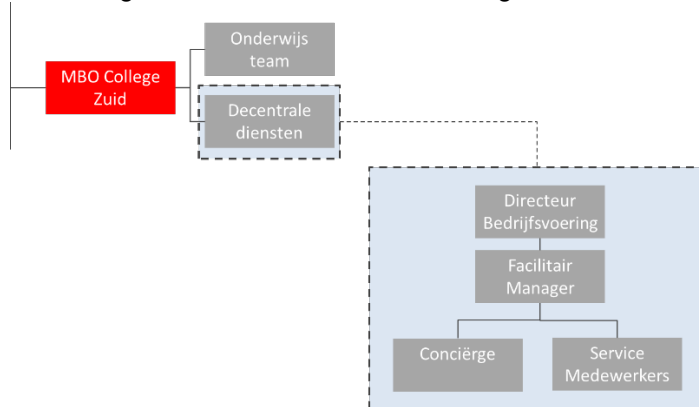 Onderwijs
team
MBO College
Zuid
Decentrale
diensten
Directeur
Bedrijfsvoering
Facilitair
Manager
Conciërge
Service
Medewerkers